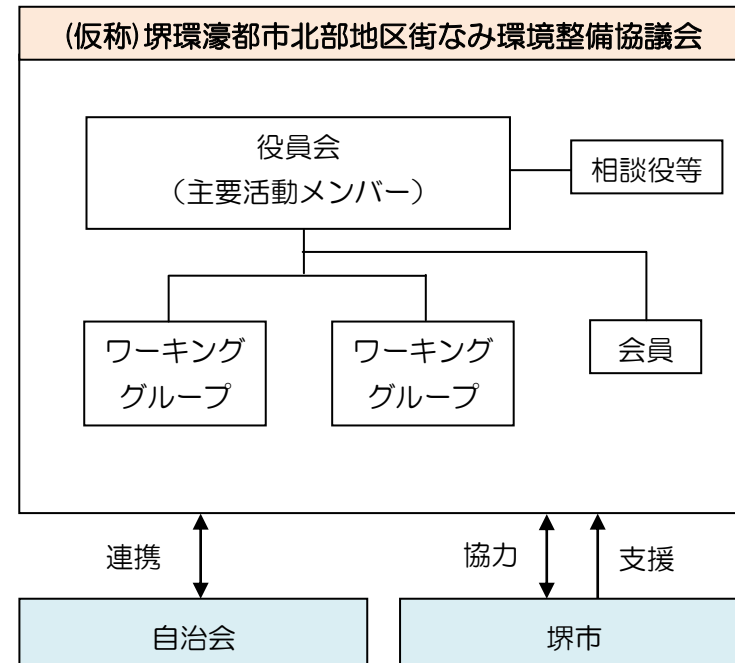 (仮称)堺環濠都市北部地区街なみ環境整備協議会
役員会
（主要活動メンバー）
相談役等
ワーキング
グループ
ワーキング
グループ
会員
連携
協力
支援
自治会
堺市